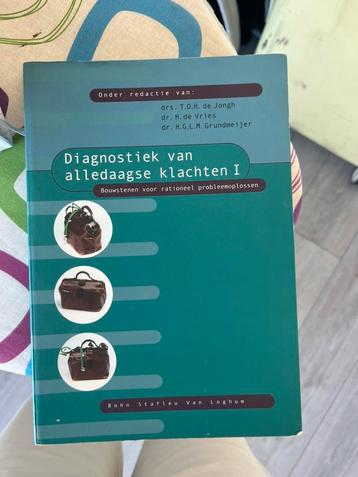 Onder redactie van:
drs. T.O.H. de Jongh
dr. H. de Vries
dr. H.G.L.M. Grundmeijer
Diagnostiek van
alledaagse klachten I
Bouwstenen voor rationeel probleemoplossen
Bohn Stafleu Van Loghum